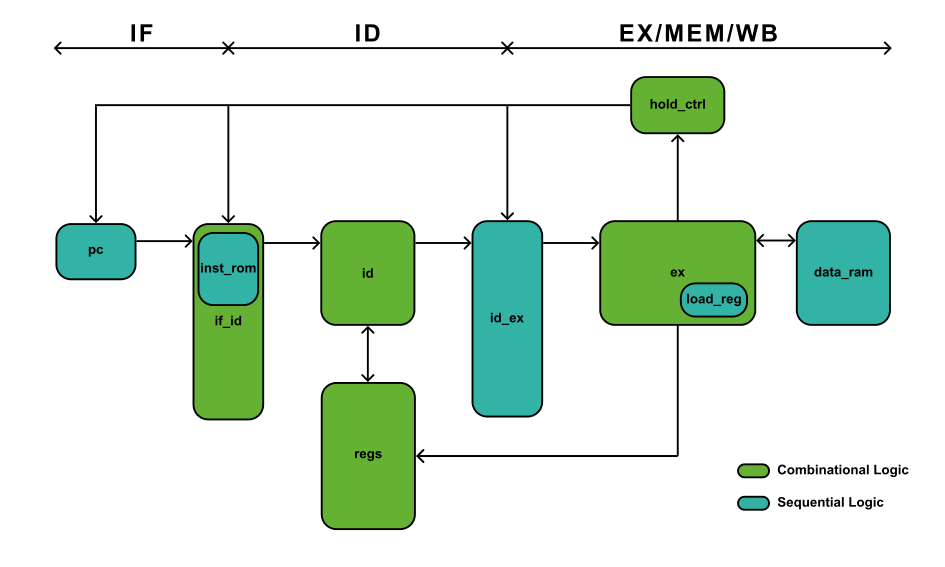 IF
ID
EX/MEM/WB
hold_ctrl
pc
inst_rom
if_id
id
id_ex
ex
load_reg
data_ram
regs
Combinational Logic
Sequential Logic